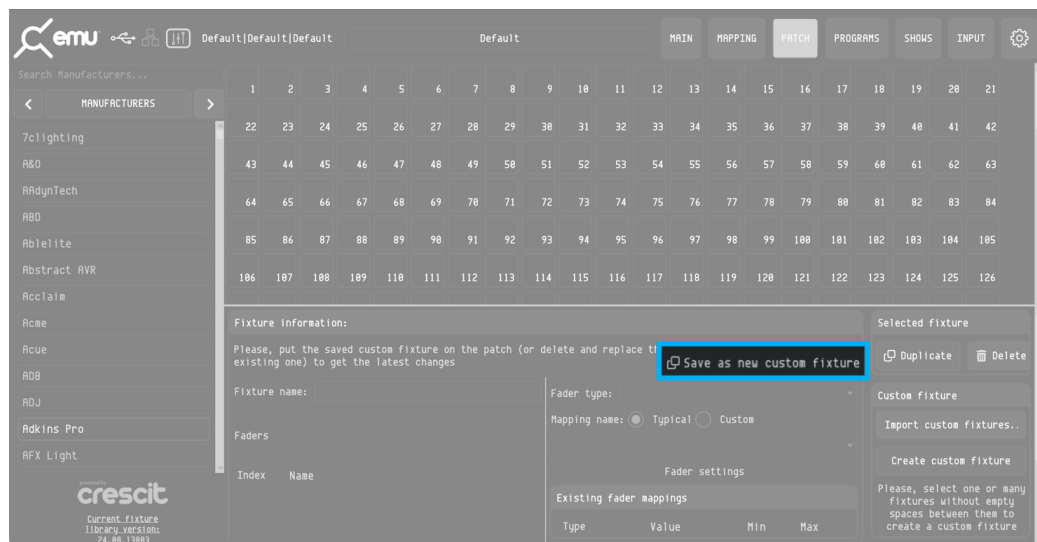 emu Default|Default|Default Default MAIN MAPPING PATCH PROGRAMS SHOWS INPUT
Search Manufacturers...
MANUFACTURERS
7clighting
A&O
AAdynTech
ABD
Ablelite
Abstract AVR
Acclaim
Acme
Acue
ADB
ADJ
Adkins Pro
AFX Light
powered by
crescit
Current fixture
library version:
24.08.13803
1 2 3 4 5 6 7 8 9 10 11 12 13 14 15 16 17 18 19 20 21
22 23 24 25 26 27 28 29 30 31 32 33 34 35 36 37 38 39 40 41 42
43 44 45 46 47 48 49 50 51 52 53 54 55 56 57 58 59 60 61 62 63
64 65 66 67 68 69 70 71 72 73 74 75 76 77 78 79 80 81 82 83 84
85 86 87 88 89 90 91 92 93 94 95 96 97 98 99 100 101 102 103 104 105
106 107 108 109 110 111 112 113 114 115 116 117 118 119 120 121 122 123 124 125 126
Fixture information:
Please, put the saved custom fixture on the patch (or delete and replace th
existing one) to get the latest changes
Save as new custom fixture
Fixture name:
Faders
Index Name
Fader type:
Mapping name: Typical Custom
Fader settings
Existing fader mappings
Type Value Min Max
Selected fixture
Duplicate Delete
Custom fixture
Import custom fixtures..
Create custom fixture
Please, select one or many
fixtures without empty
spaces between them to
create a custom fixture